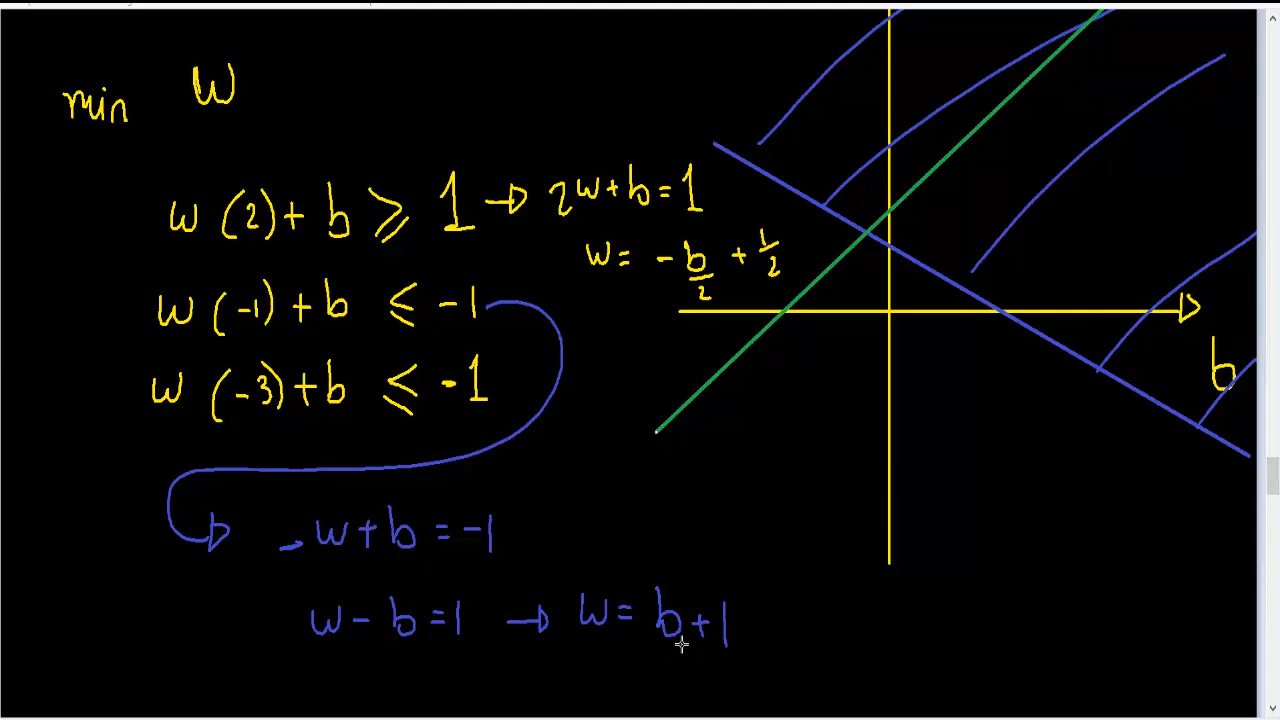 min W
w (2) + b ≥ 1 → 2w + b = 1
w = - b/2 + 1/2
w (-1) + b ≤ -1
w (-3) + b ≤ -1
b
- w + b = -1
w - b = 1 → w = b + 1